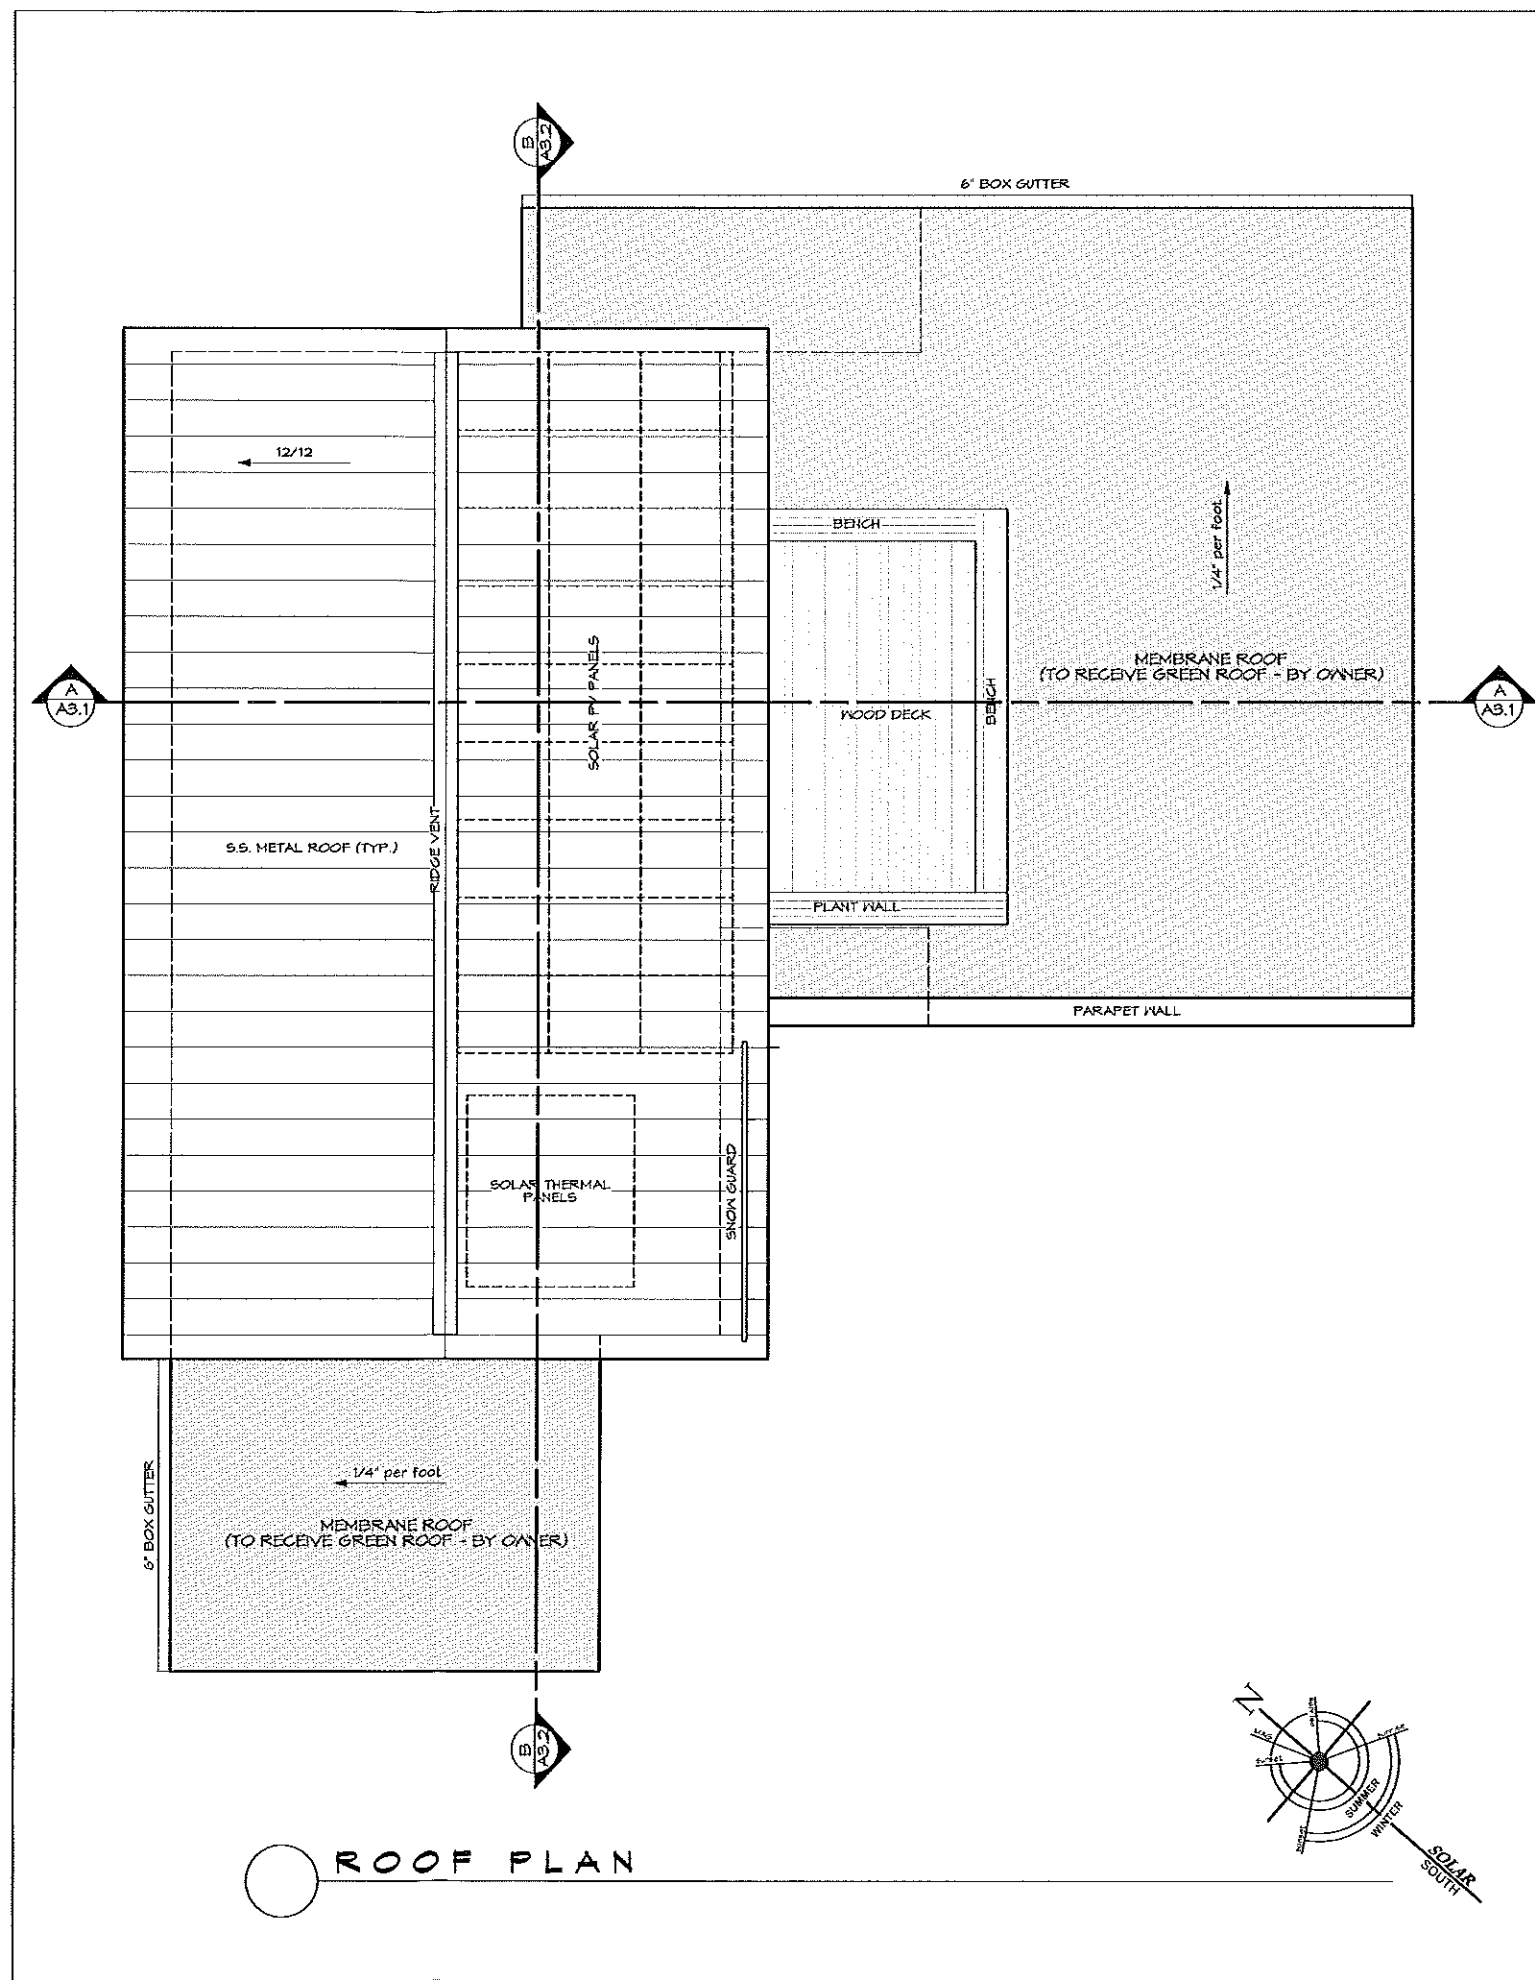 B
A3.2
6" BOX GUTTER
12/12
BENCH
1/4" per foot
SOLAR PV PANELS
MEMBRANE ROOF
(TO RECEIVE GREEN ROOF - BY OWNER)
A
A3.1
WOOD DECK
BENCH
A
A3.1
RIDGE VENT
S.S. METAL ROOF (TYP.)
PLANT WALL
PARAPET WALL
SOLAR THERMAL
PANELS
SNOW GUARD
1/4" per foot
6" BOX GUTTER
MEMBRANE ROOF
(TO RECEIVE GREEN ROOF - BY OWNER)
B
A3.2
N
SUMMER
WINTER
SOLAR
SOUTH
ROOF PLAN